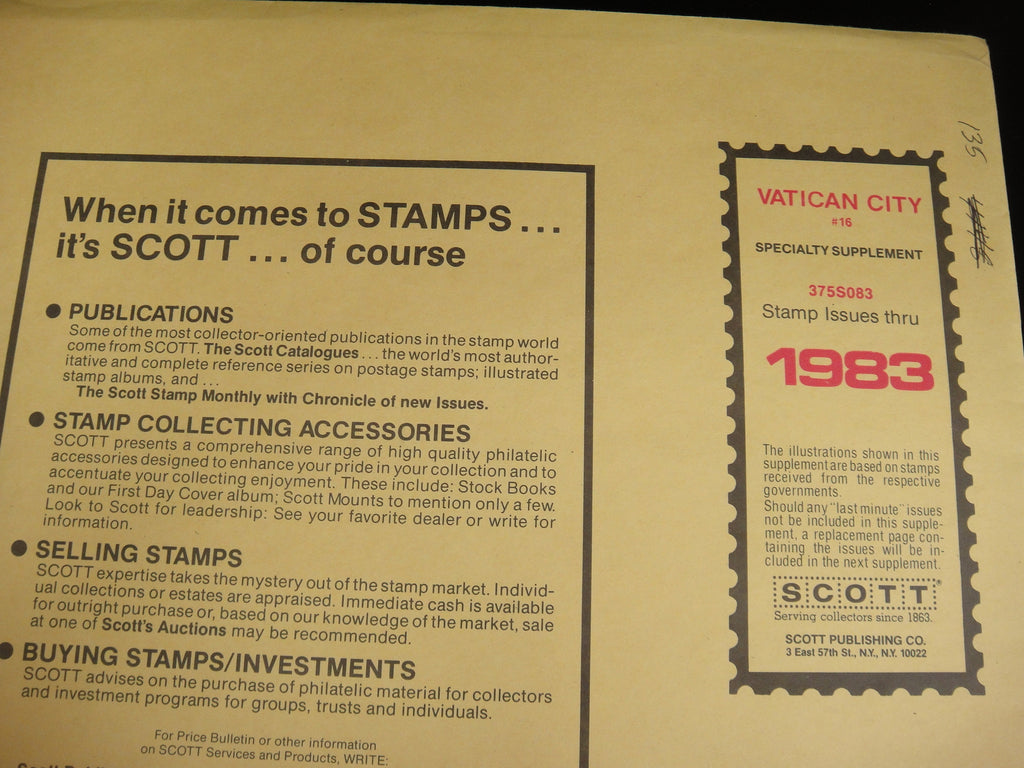 When it comes to STAMPS ...
it's SCOTT ... of course
● PUBLICATIONS
Some of the most collector-oriented publications in the stamp world
come from SCOTT. The Scott Catalogues ... the world's most author-
itative and complete reference series on postage stamps; illustrated
stamp albums, and ...
The Scott Stamp Monthly with Chronicle of new Issues.
● STAMP COLLECTING ACCESSORIES
SCOTT presents a comprehensive range of high quality philatelic
accessories designed to enhance your pride in your collection and to
accentuate your collecting enjoyment. These include: Stock Books
and our First Day Cover album; Scott Mounts to mention only a few.
Look to Scott for leadership: See your favorite dealer or write for
information.
● SELLING STAMPS
SCOTT expertise takes the mystery out of the stamp market. Individ-
ual collections or estates are appraised. Immediate cash is available
for outright purchase or, based on our knowledge of the market, sale
at one of Scott's Auctions may be recommended.
● BUYING STAMPS/INVESTMENTS
SCOTT advises on the purchase of philatelic material for collectors
and investment programs for groups, trusts and individuals.
For Price Bulletin or other information
on SCOTT Services and Products, WRITE:
VATICAN CITY
#16
SPECIALTY SUPPLEMENT
375S083
Stamp Issues thru
1983
The illustrations shown in this
supplement are based on stamps
received from the respective
governments.
Should any "last minute" issues
not be included in this supple-
ment, a replacement page con-
taining the issues will be in-
cluded in the next supplement.
SCOTT®
Serving collectors since 1863.
SCOTT PUBLISHING CO.
3 East 57th St., N.Y., N.Y. 10022
135